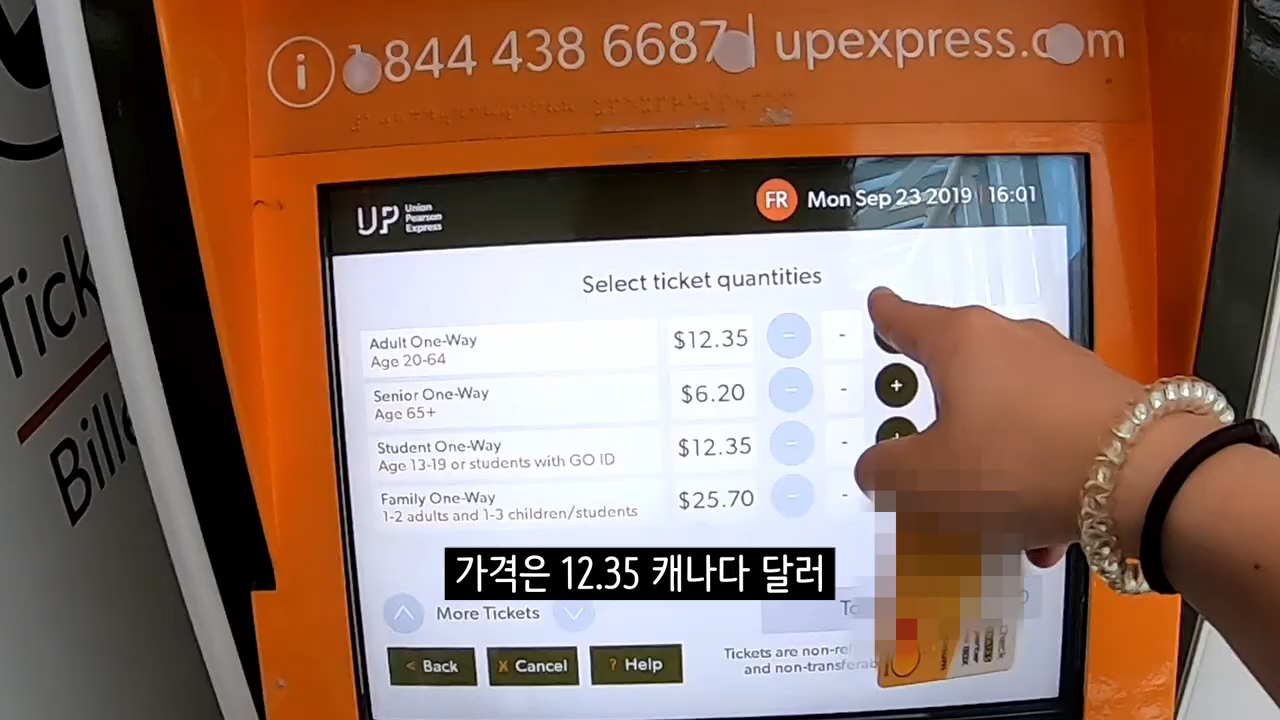 i 844 438 6687 | upexpress.com
Tick
Bille
UP Union Pearson Express
FR Mon Sep 23 2019 | 16:01
Select ticket quantities
Adult One-Way
Age 20-64
$12.35 − -
Senior One-Way
Age 65+
$6.20 − - +
Student One-Way
Age 13-19 or students with GO ID
$12.35 − - +
Family One-Way
1-2 adults and 1-3 children/students
$25.70 − -
가격은 12.35 캐나다 달러
More Tickets
To
< Back
X Cancel
? Help
Tickets are non-re
and non-transferab
Check